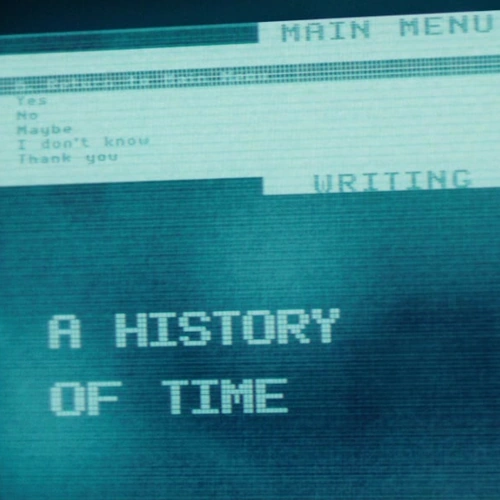 MAIN MENU
Yes
No
Maybe
I don't know
Thank you
WRITING
A HISTORY
OF TIME